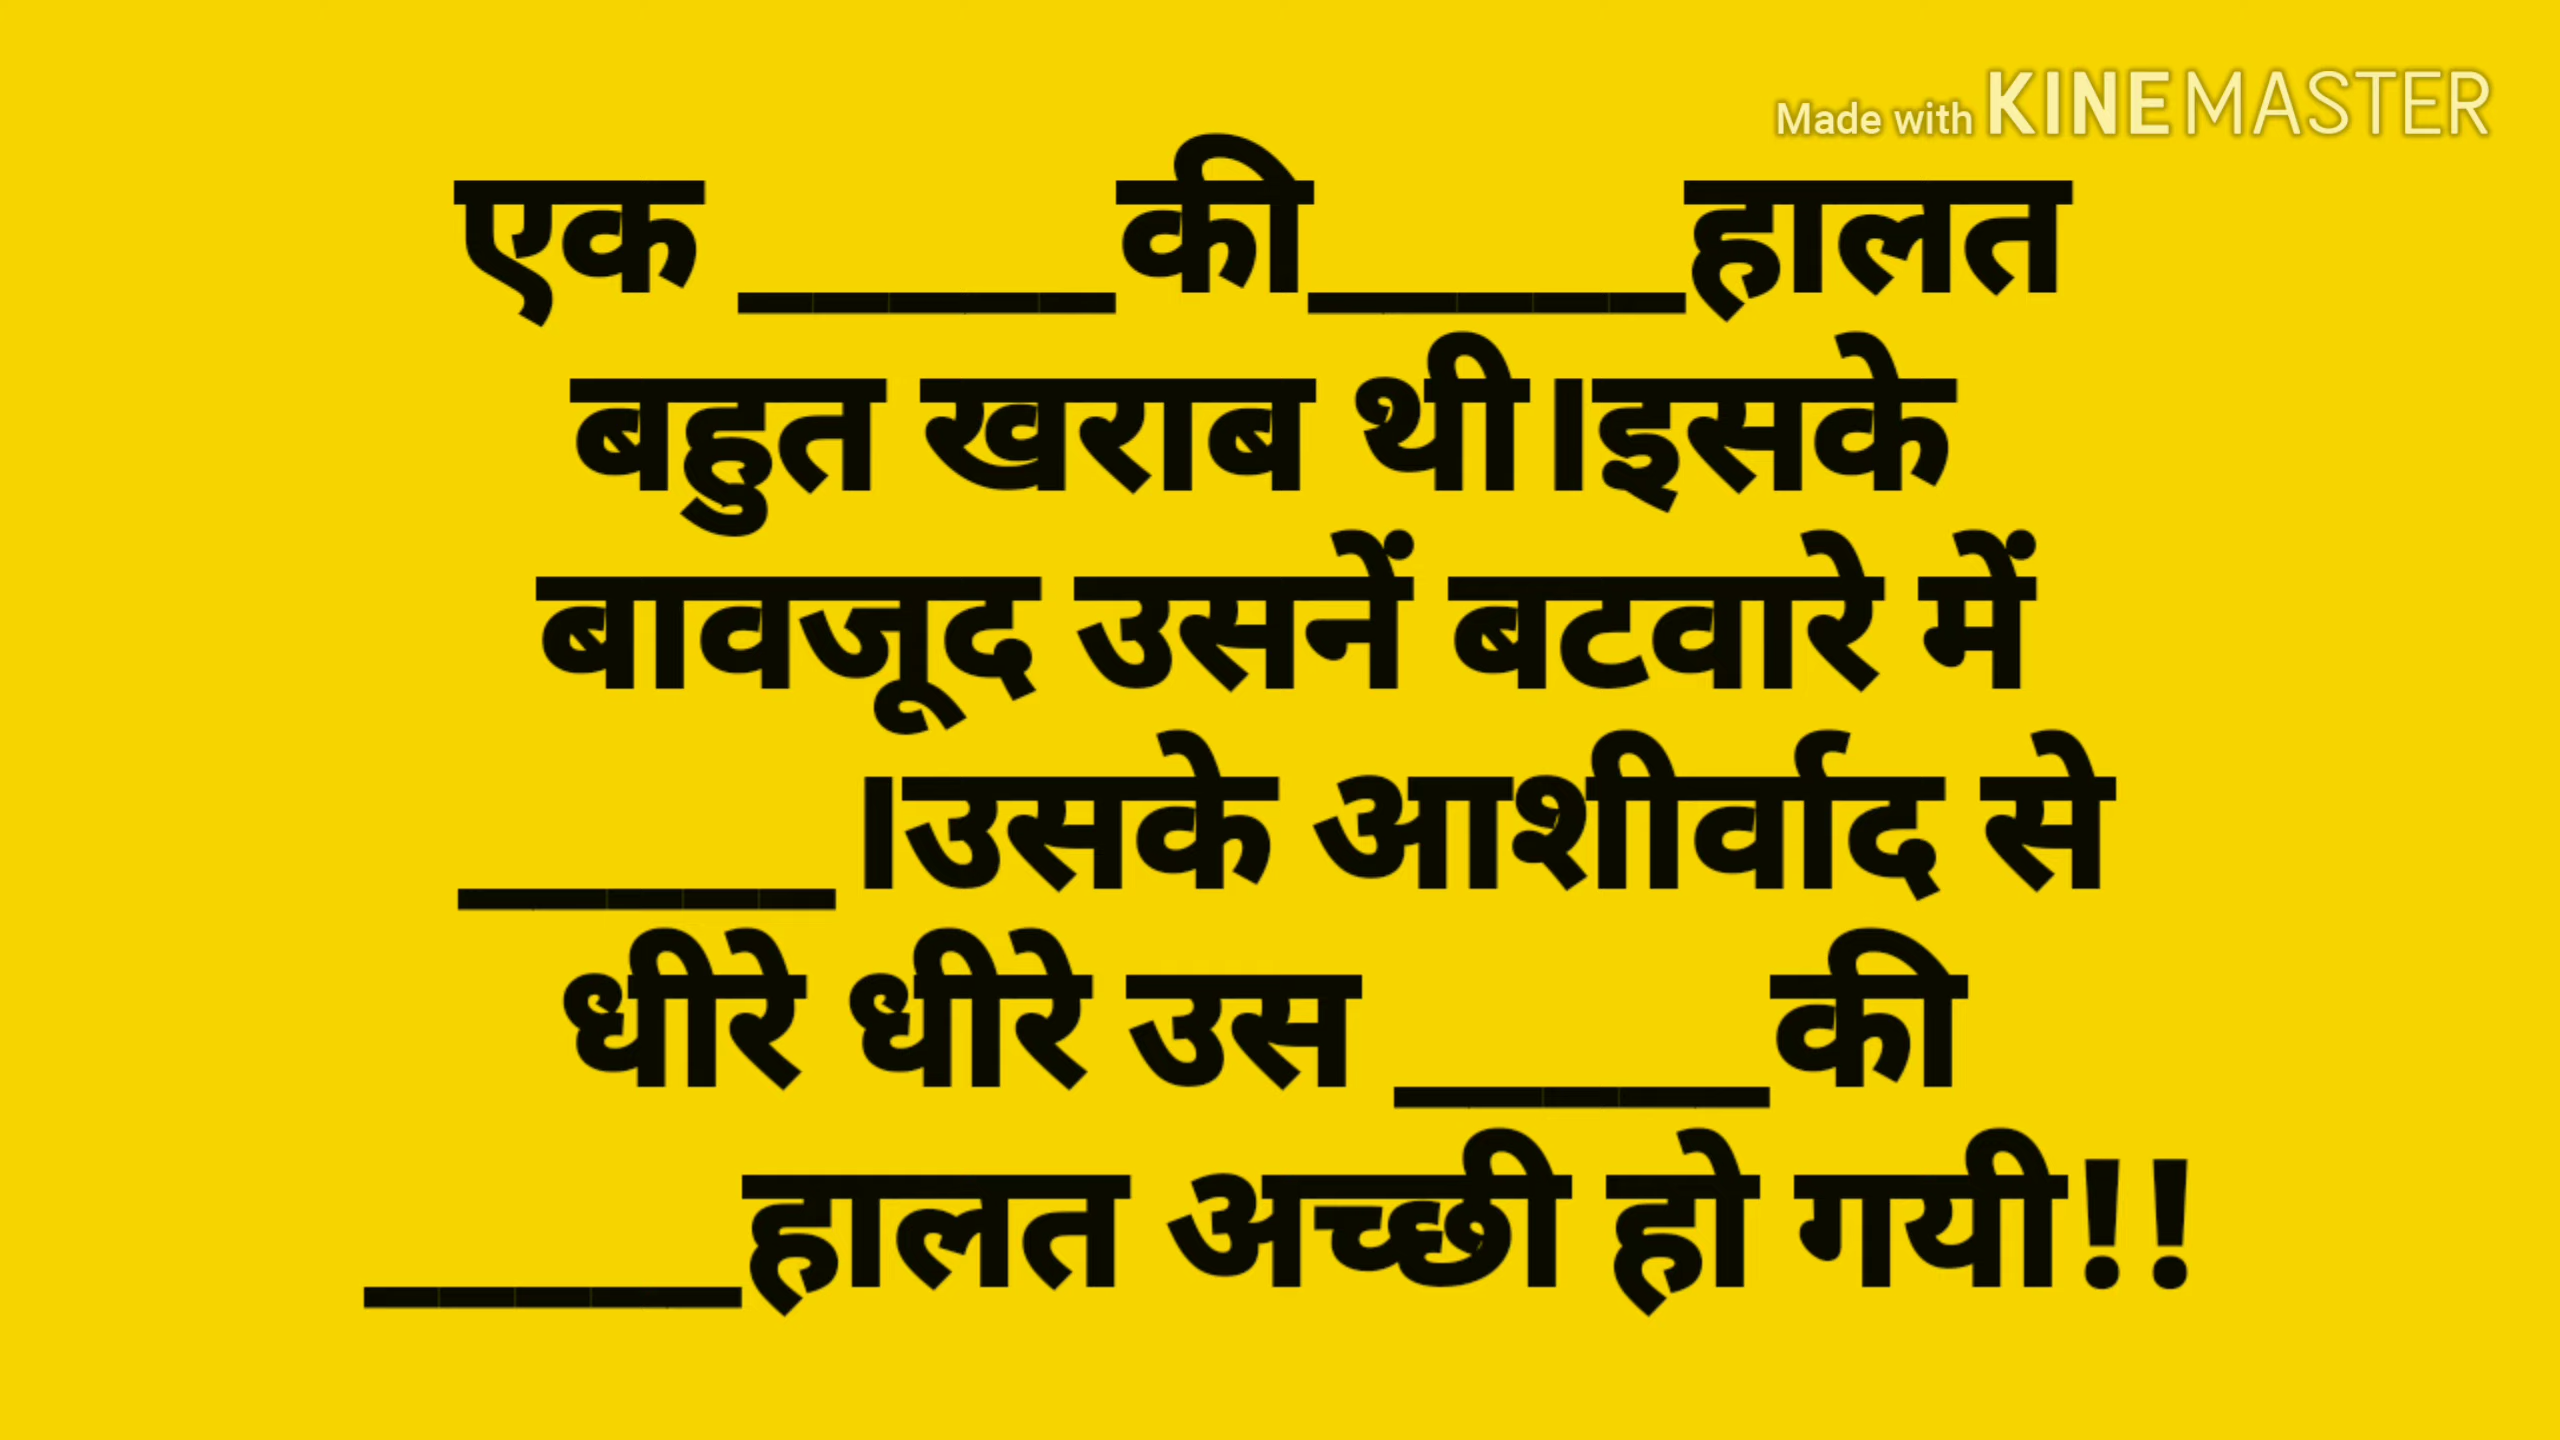 Made with KINEMASTER
एक _____की_____हालत
बहुत खराब थी।इसके
बावजूद उसनें बटवारे में
_____।उसके आशीर्वाद से
धीरे धीरे उस _____की
_____हालत अच्छी हो गयी!!